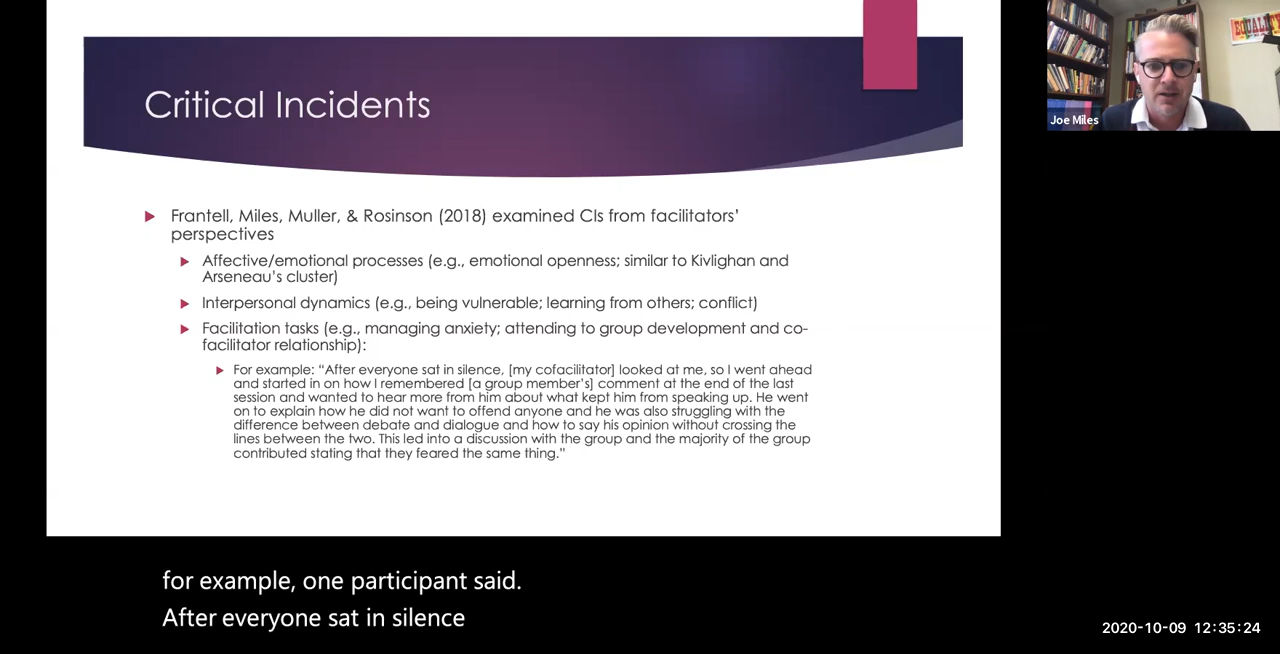 Critical Incidents
Frantell, Miles, Muller, & Rosinson (2018) examined CIs from facilitators'
perspectives
Affective/emotional processes (e.g., emotional openness; similar to Kivlighan and
Arseneau's cluster)
Interpersonal dynamics (e.g., being vulnerable; learning from others; conflict)
Facilitation tasks (e.g., managing anxiety; attending to group development and co-
facilitator relationship):
For example: "After everyone sat in silence, [my cofacilitator] looked at me, so I went ahead
and started in on how I remembered [a group member's] comment at the end of the last
session and wanted to hear more from him about what kept him from speaking up. He went
on to explain how he did not want to offend anyone and he was also struggling with the
difference between debate and dialogue and how to say his opinion without crossing the
lines between the two. This led into a discussion with the group and the majority of the group
contributed stating that they feared the same thing."
Joe Miles
for example, one participant said.
After everyone sat in silence
2020-10-09 12:35:24